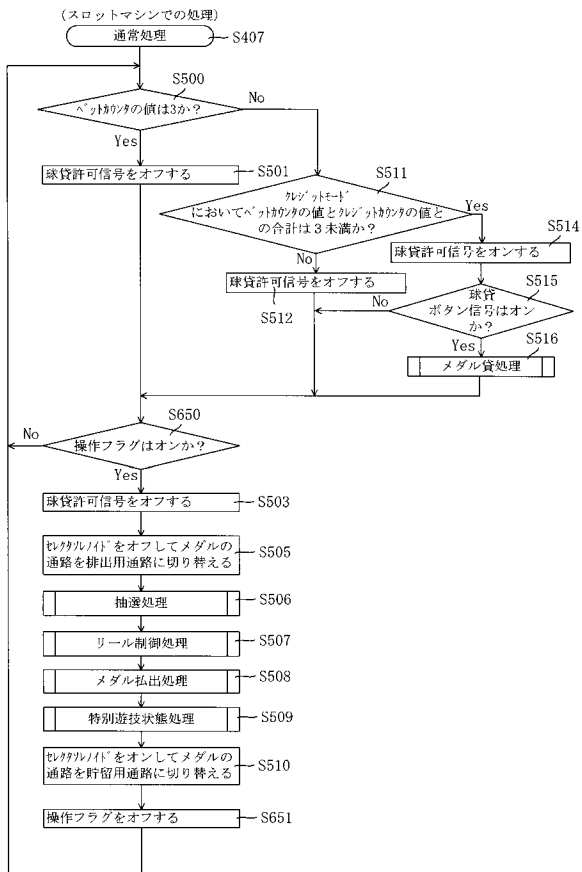 (スロットマシンでの処理)
通常処理
S407
S500
ベットカウンタの値は3か?
No
Yes
球貸許可信号をオフする
S501
S511
クレジットモード
においてベットカウンタの値とクレジットカウンタの値と
の合計は3未満か?
Yes
No
S514
球貸許可信号をオンする
球貸許可信号をオフする
S512
S515
球貸
ボタン信号はオン
か?
No
Yes
S516
メダル貸処理
S650
操作フラグはオンか?
No
Yes
球貸許可信号をオフする
S503
セレクタソレノイドをオフしてメダルの
通路を排出用通路に切り替える
S505
抽選処理
S506
リール制御処理
S507
メダル払出処理
S508
特別遊技状態処理
S509
セレクタソレノイドをオンしてメダルの
通路を貯留用通路に切り替える
S510
操作フラグをオフする
S651